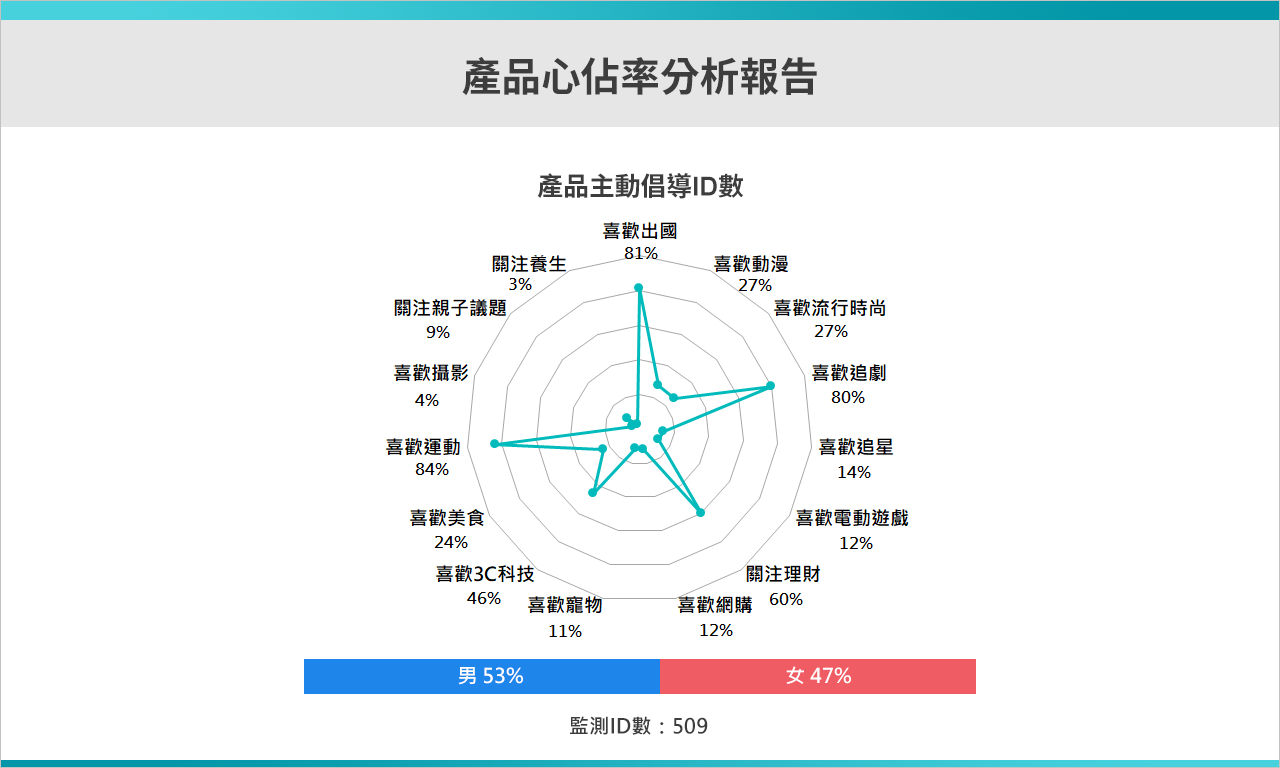 產品心佔率分析報告
產品主動倡導ID數
喜歡出國
81%
喜歡動漫
27%
喜歡流行時尚
27%
喜歡追劇
80%
喜歡追星
14%
喜歡電動遊戲
12%
關注理財
60%
喜歡網購
12%
喜歡寵物
11%
喜歡3C科技
46%
喜歡美食
24%
喜歡運動
84%
喜歡攝影
4%
關注親子議題
9%
關注養生
3%
男 53%
女 47%
監測ID數：509